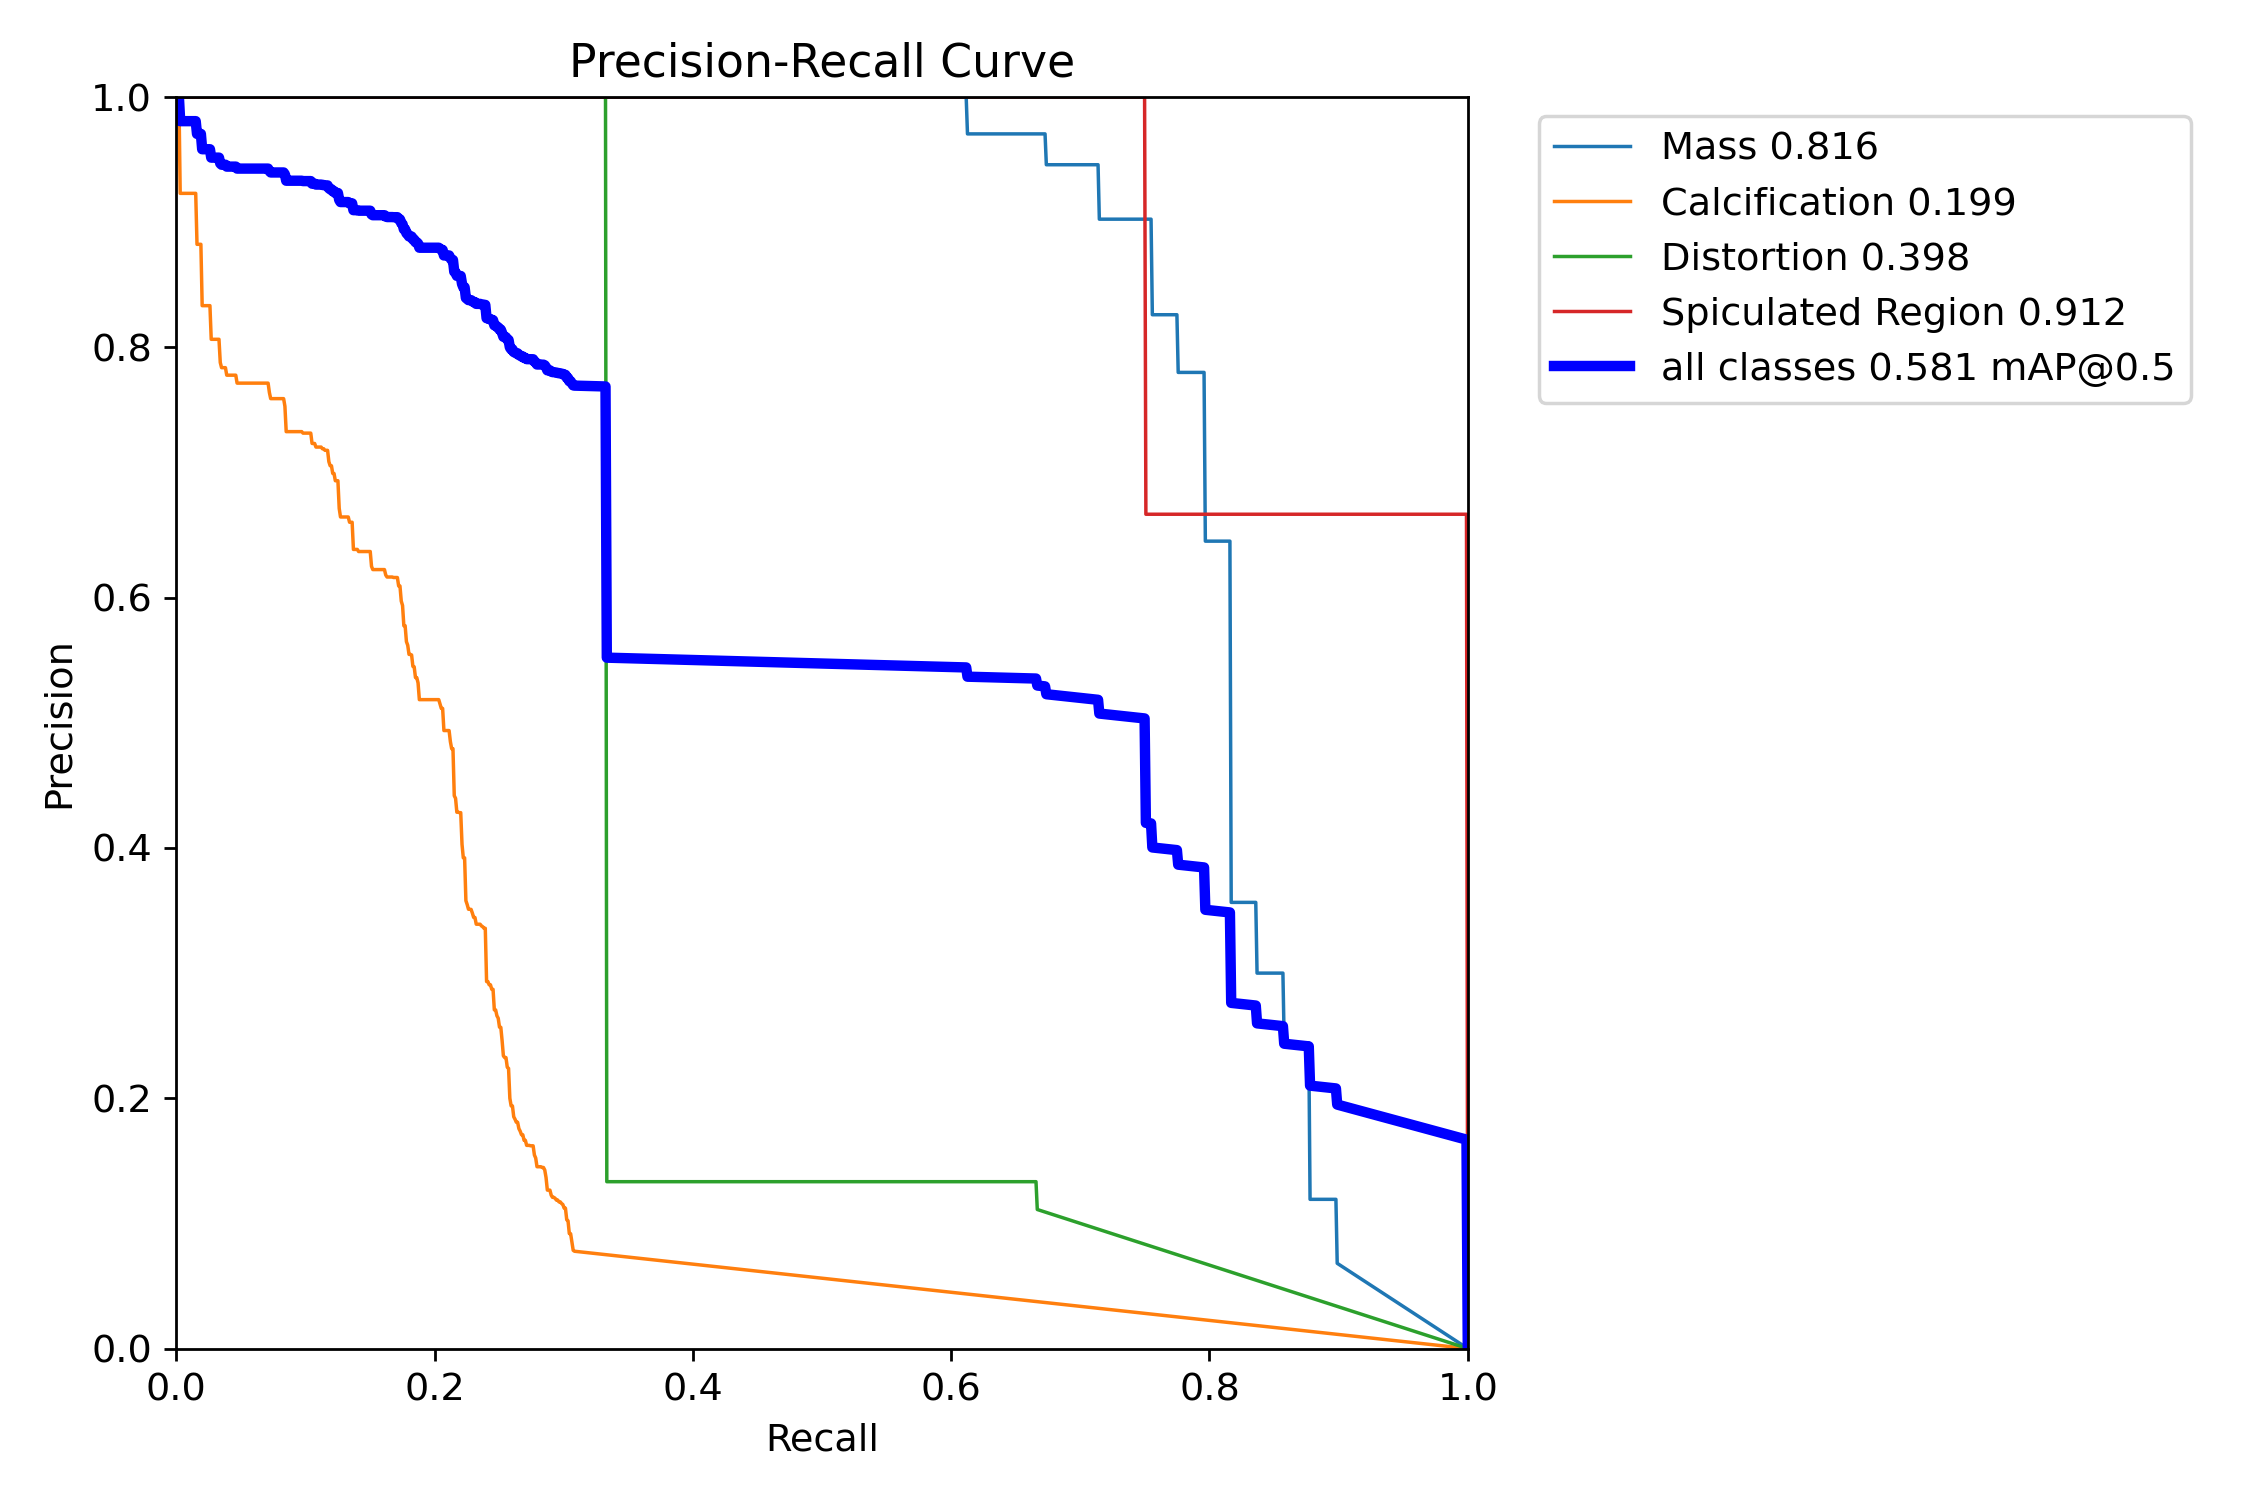 Precision-Recall Curve
1.0
0.8
0.6
0.4
0.2
0.0
Precision
0.0 0.2 0.4 0.6 0.8 1.0
Recall
Mass 0.816
Calcification 0.199
Distortion 0.398
Spiculated Region 0.912
all classes 0.581 mAP@0.5